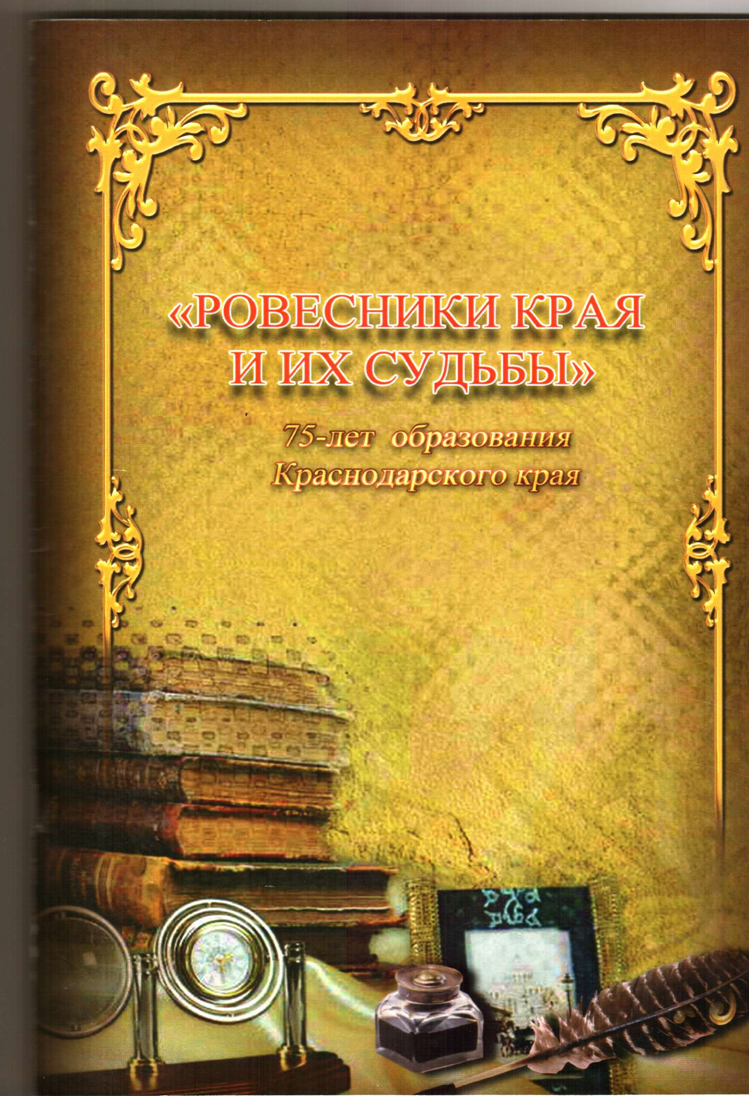 «РОВЕСНИКИ КРАЯ
И ИХ СУДЬБЫ»
75-лет образования
Краснодарского края